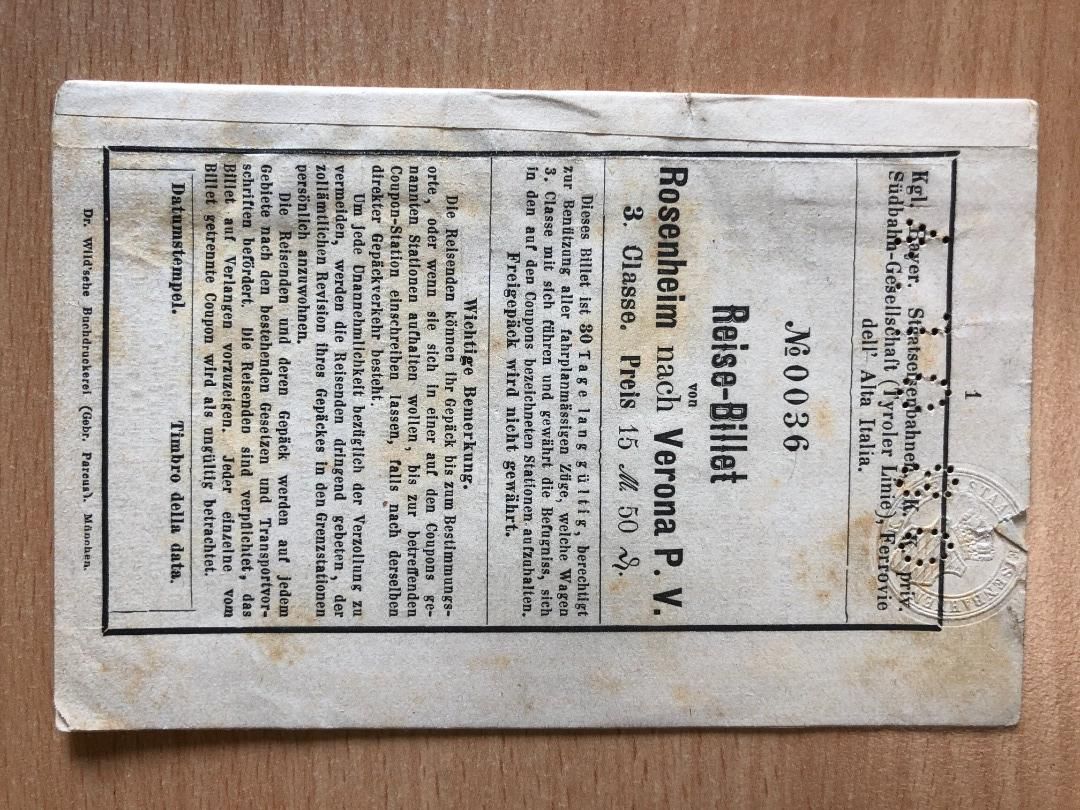 1
Kgl. Bayer. Staatseisenbahnen, K. K. priv.
Südbahn-Gesellschaft (Tyroler Linie), Ferrovie
dell' Alta Italia.
№ 0036
Reise-Billet
von
Rosenheim nach Verona P. V.
3. Classe. Preis 15 M. 50 ₰.
Dieses Billet ist 30 Tage lang gültig, berechtigt
zur Benützung aller fahrplanmässigen Züge, welche Wagen
3. Classe mit sich führen und gewährt die Befugniss, sich
in den auf den Coupons bezeichneten Stationen aufzuhalten.
Freigepäck wird nicht gewährt.
Wichtige Bemerkung.
Die Reisenden können ihr Gepäck bis zum Bestimmungs-
orte, oder wenn sie sich in einer auf den Coupons ge-
nannten Stationen aufhalten wollen, bis zur betreffenden
Coupon-Station einschreiben lassen, falls nach derselben
direkter Gepäckverkehr besteht.
Um jede Unannehmlichkeit bezüglich der Verzollung zu
vermeiden, werden die Reisenden dringend gebeten, der
zollämtlichen Revision ihres Gepäckes in den Grenzstationen
persönlich anzuwohnen.
Die Reisenden und deren Gepäck werden auf jedem
Gebiete nach den bestehenden Gesetzen und Transportvor-
schriften befördert. Die Reisenden sind verpflichtet, das
Billet auf Verlangen vorzuzeigen. Jeder einzelne vom
Billet getrennte Coupon wird als ungültig betrachtet.
Datumstempel. Timbro della data.
Dr. Wild'sche Buchdruckerei (Gebr. Parcus). München.